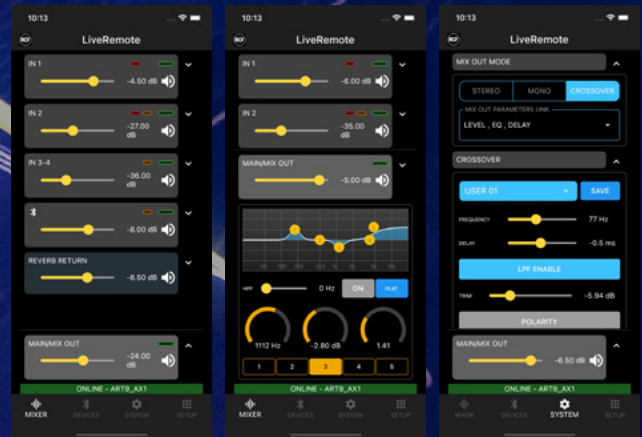 10:13
LiveRemote
IN 1
-4.50 dB
IN 2
-27.00
dB
IN 3-4
-36.00
dB
-8.00 dB
REVERB RETURN
-8.50 dB
MAIN/MIX OUT
-24.00
dB
ONLINE - ART9_AX1
MIXER DEVICES SYSTEM SETUP
10:13
LiveRemote
IN 1
-6.00 dB
IN 2
-35.00
dB
MAIN/MIX OUT
-5.00 dB
HPF 0 Hz ON FLAT
1112 Hz -2.80 dB 1.41
1 2 3 4 5
ONLINE - ART9_AX1
MIXER DEVICES SYSTEM SETUP
10:13
LiveRemote
MIX OUT MODE
STEREO MONO CROSSOVER
MIX OUT PARAMETERS LINK
LEVEL , EQ , DELAY
CROSSOVER
USER 01 SAVE
FREQUENCY 77 Hz
DELAY -0.5 ms
LPF ENABLE
TRIM -5.94 dB
POLARITY
MAIN/MIX OUT
-6.50 dB
ONLINE - ART9_AX1
MIXER DEVICES SYSTEM SETUP